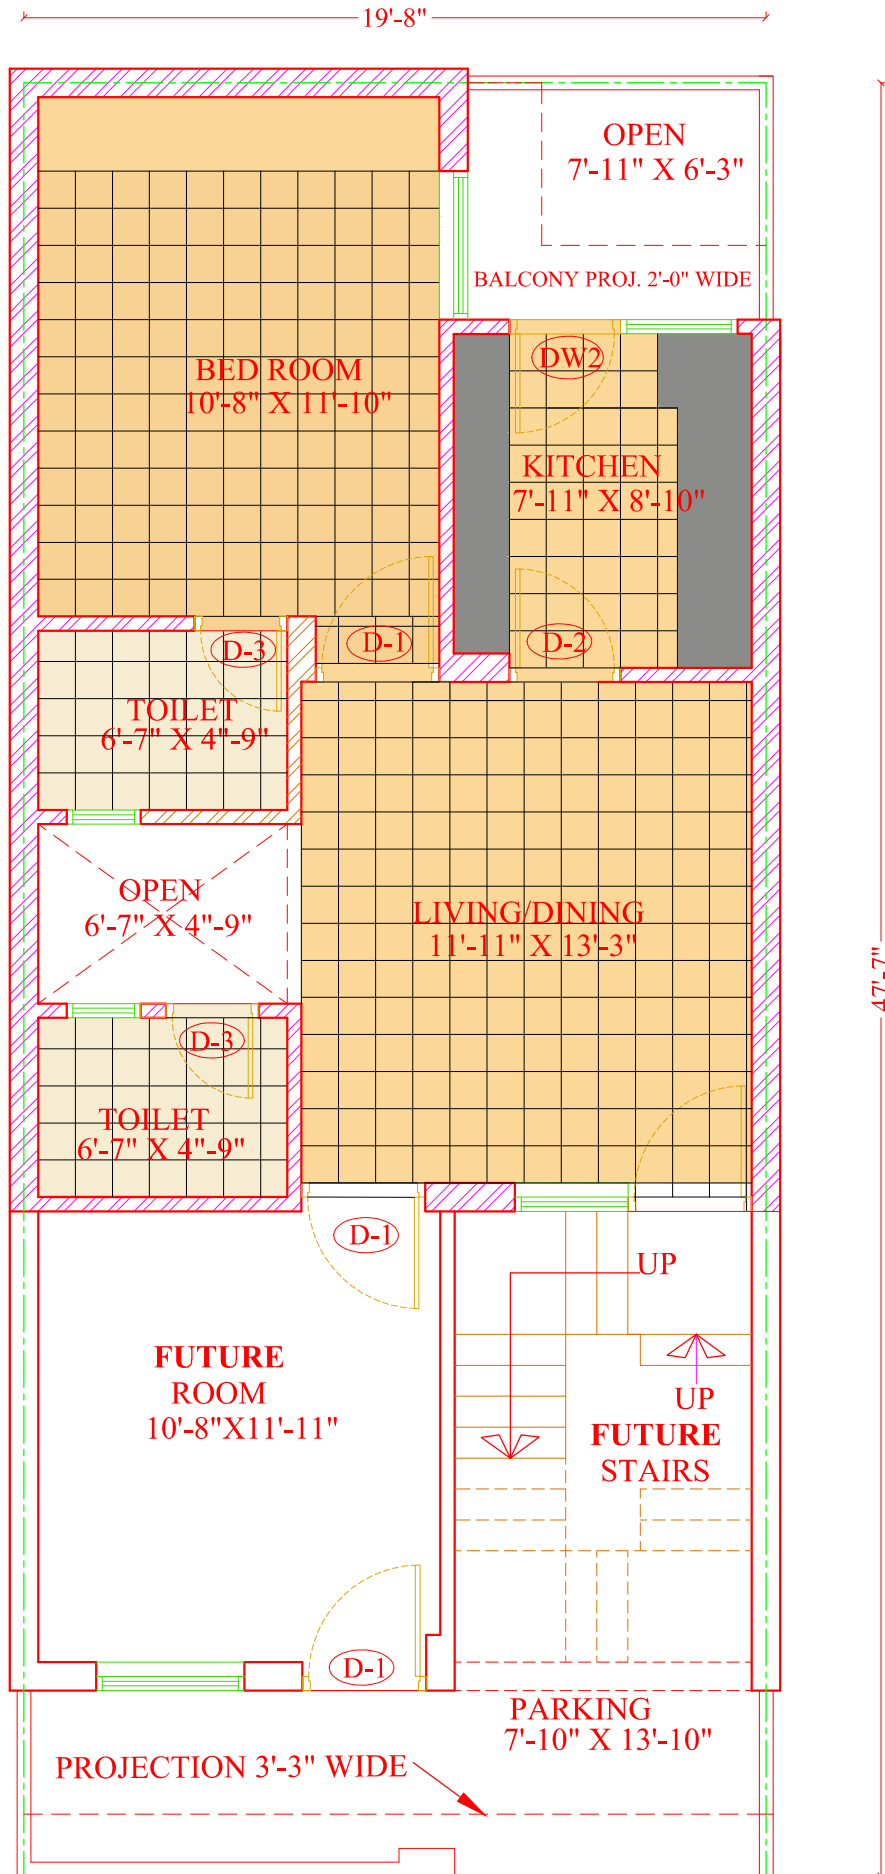 19'-8"
OPEN
7'-11" X 6'-3"
BALCONY PROJ. 2'-0" WIDE
DW2
BED ROOM
10'-8" X 11'-10"
KITCHEN
7'-11" X 8'-10"
D-3
D-1
D-2
TOILET
6'-7" X 4"-9"
OPEN
6'-7" X 4"-9"
LIVING/DINING
11'-11" X 13'-3"
47'-7"
D-3
TOILET
6'-7" X 4"-9"
D-1
UP
FUTURE
ROOM
10'-8"X11'-11"
UP
FUTURE
STAIRS
D-1
PARKING
7'-10" X 13'-10"
PROJECTION 3'-3" WIDE